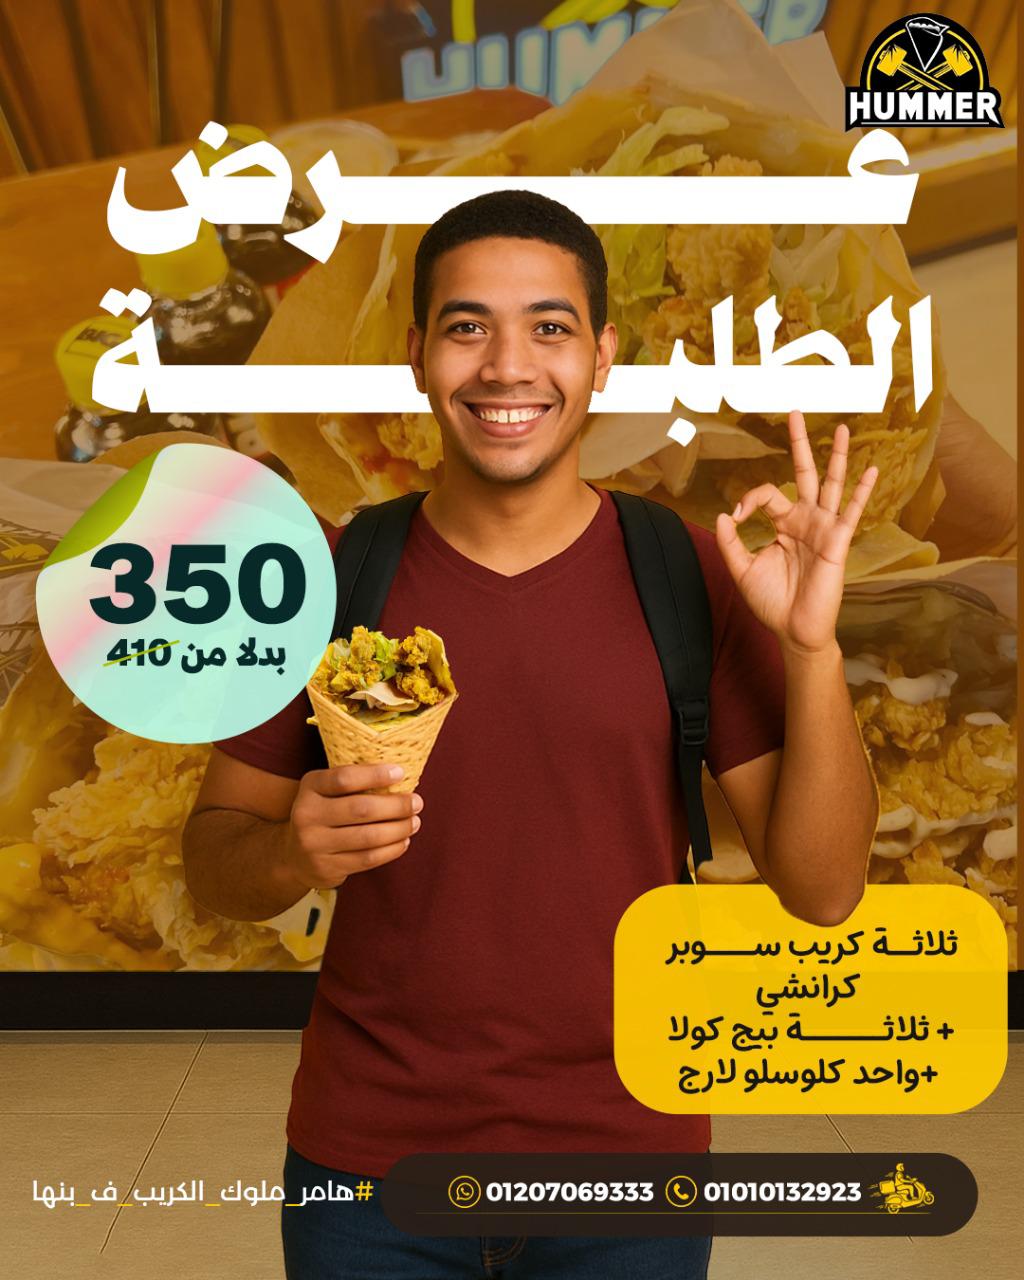 HUMMER
HUMMER
عرض
الطلبة
350
بدلا من 410
ثلاثة كريب سوبر
كرانشي
+ ثلاثة بيج كولا
+واحد كلوسلو لارج
#هامر_ملوك_الكريب_ف_بنها
01207069333 01010132923